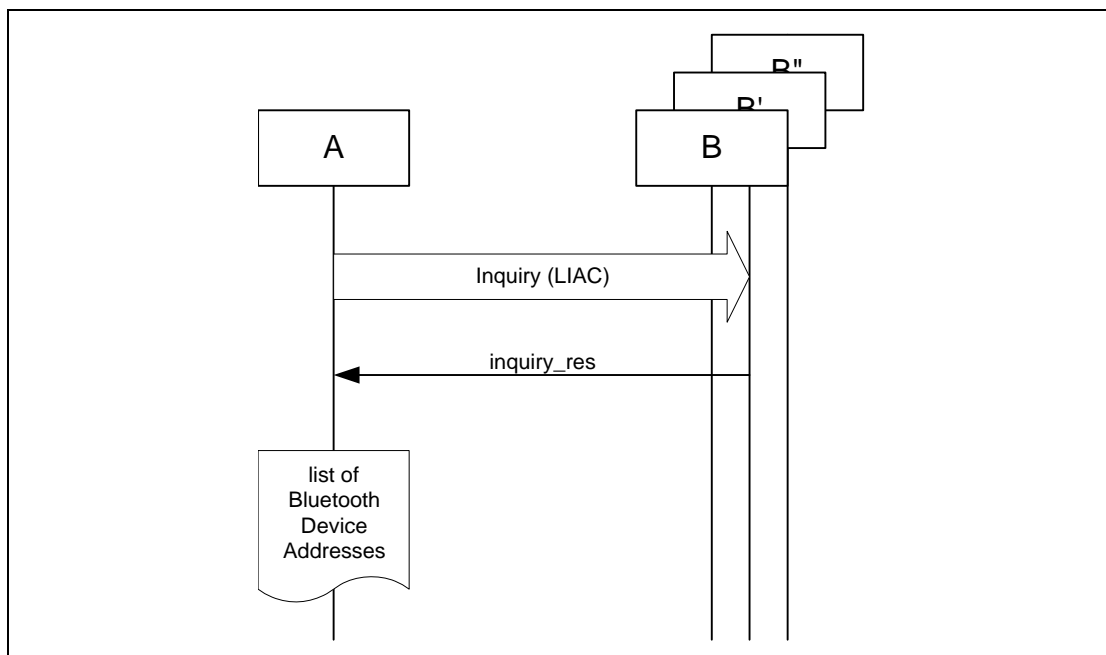 B"
B'
A
B
Inquiry (LIAC)
inquiry_res
list of
Bluetooth
Device
Addresses